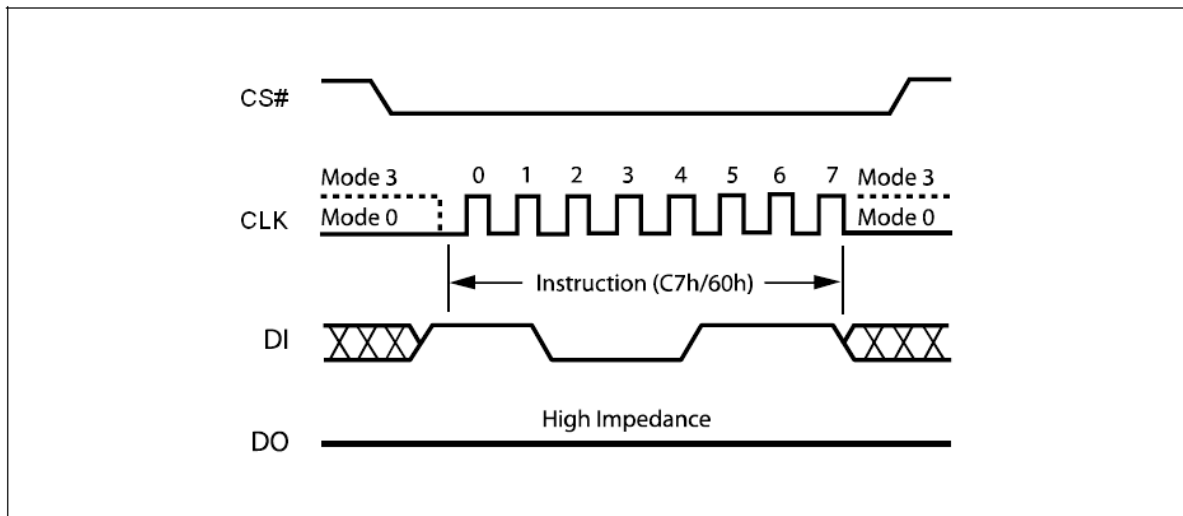 CS#
Mode 3 0 1 2 3 4 5 6 7 Mode 3
CLK Mode 0 Mode 0
Instruction (C7h/60h)
DI
High Impedance
DO